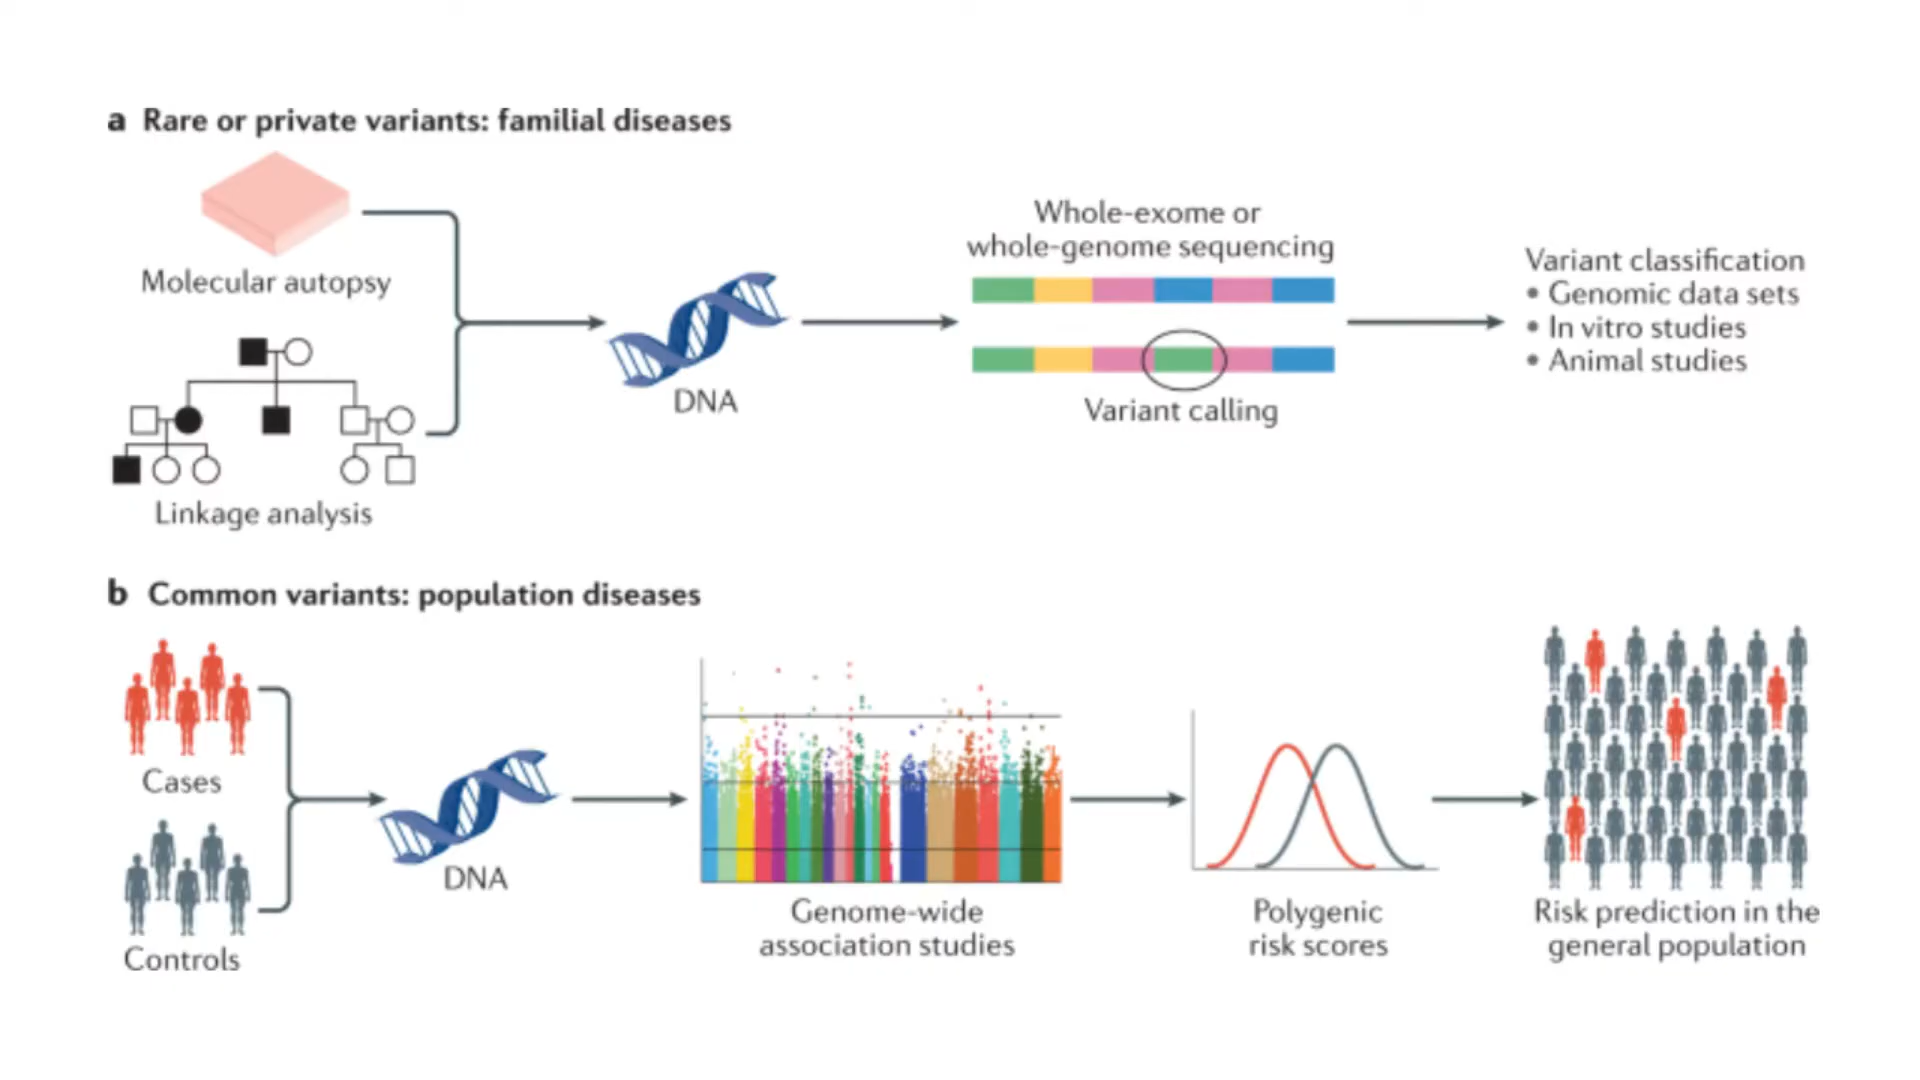 a Rare or private variants: familial diseases
Molecular autopsy
Linkage analysis
DNA
Whole-exome or
whole-genome sequencing
Variant calling
Variant classification
• Genomic data sets
• In vitro studies
• Animal studies
b Common variants: population diseases
Cases
Controls
DNA
Genome-wide
association studies
Polygenic
risk scores
Risk prediction in the
general population